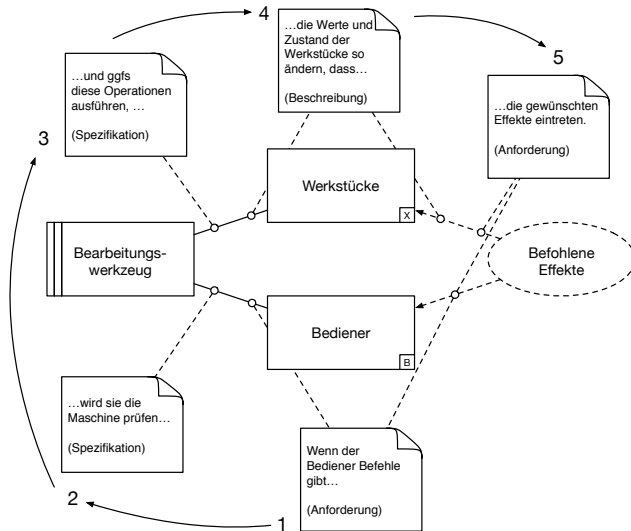 4
…die Werte und
Zustand der
Werkstücke so
ändern, dass…
(Beschreibung)
5
…und ggfs
diese Operationen
ausführen, …
(Spezifikation)
…die gewünschten
Effekte eintreten.
(Anforderung)
3
Werkstücke
X
Bearbeitungs-
werkzeug
Befohlene
Effekte
Bediener
B
…wird sie die
Maschine prüfen…
(Spezifikation)
Wenn der
Bediener Befehle
gibt…
(Anforderung)
2
1